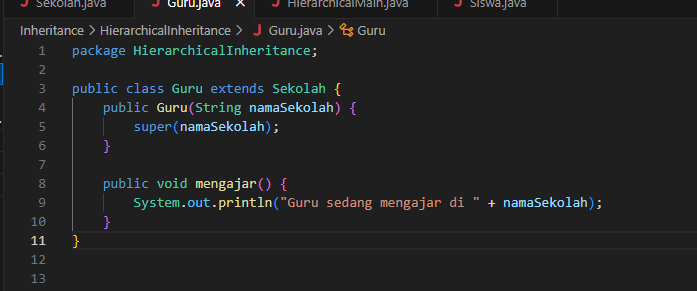 Sekolah.java Guru.java × HierarchicalMain.java Siswa.java
Inheritance > HierarchicalInheritance > J Guru.java > Guru
1 package HierarchicalInheritance;
2
3 public class Guru extends Sekolah {
4 public Guru(String namaSekolah) {
5 super(namaSekolah);
6 }
7
8 public void mengajar() {
9 System.out.println("Guru sedang mengajar di " + namaSekolah);
10 }
11 }
12
13